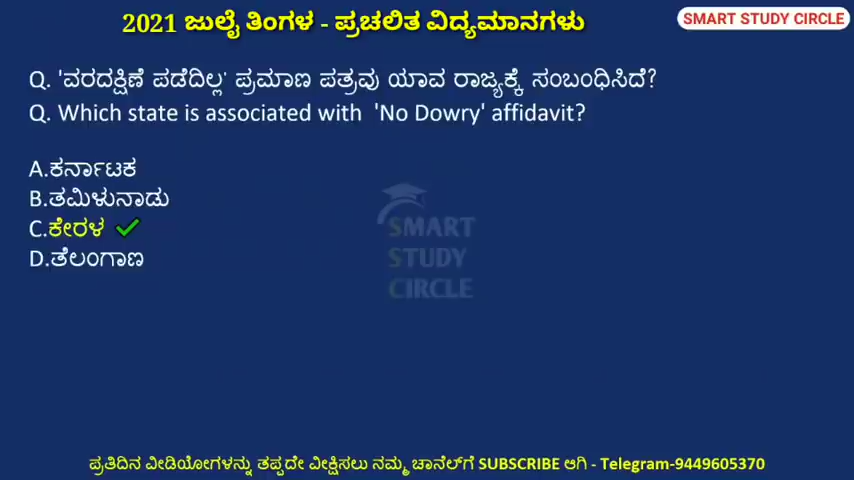 2021 ಜುಲೈ ತಿಂಗಳ - ಪ್ರಚಲಿತ ವಿದ್ಯಮಾನಗಳು
SMART STUDY CIRCLE
Q. 'ವರದಕ್ಷಿಣೆ ಪಡೆದಿಲ್ಲ' ಪ್ರಮಾಣ ಪತ್ರವು ಯಾವ ರಾಜ್ಯಕ್ಕೆ ಸಂಬಂಧಿಸಿದೆ?
Q. Which state is associated with 'No Dowry' affidavit?
A.ಕರ್ನಾಟಕ
B.ತಮಿಳುನಾಡು
C.ಕೇರಳ
D.ತೆಲಂಗಾಣ
SMART
STUDY
CIRCLE
ಪ್ರತಿದಿನ ವೀಡಿಯೋಗಳನ್ನು ತಪ್ಪದೇ ವೀಕ್ಷಿಸಲು ನಮ್ಮ ಚಾನೆಲ್‌ಗೆ SUBSCRIBE ಆಗಿ - Telegram-9449605370